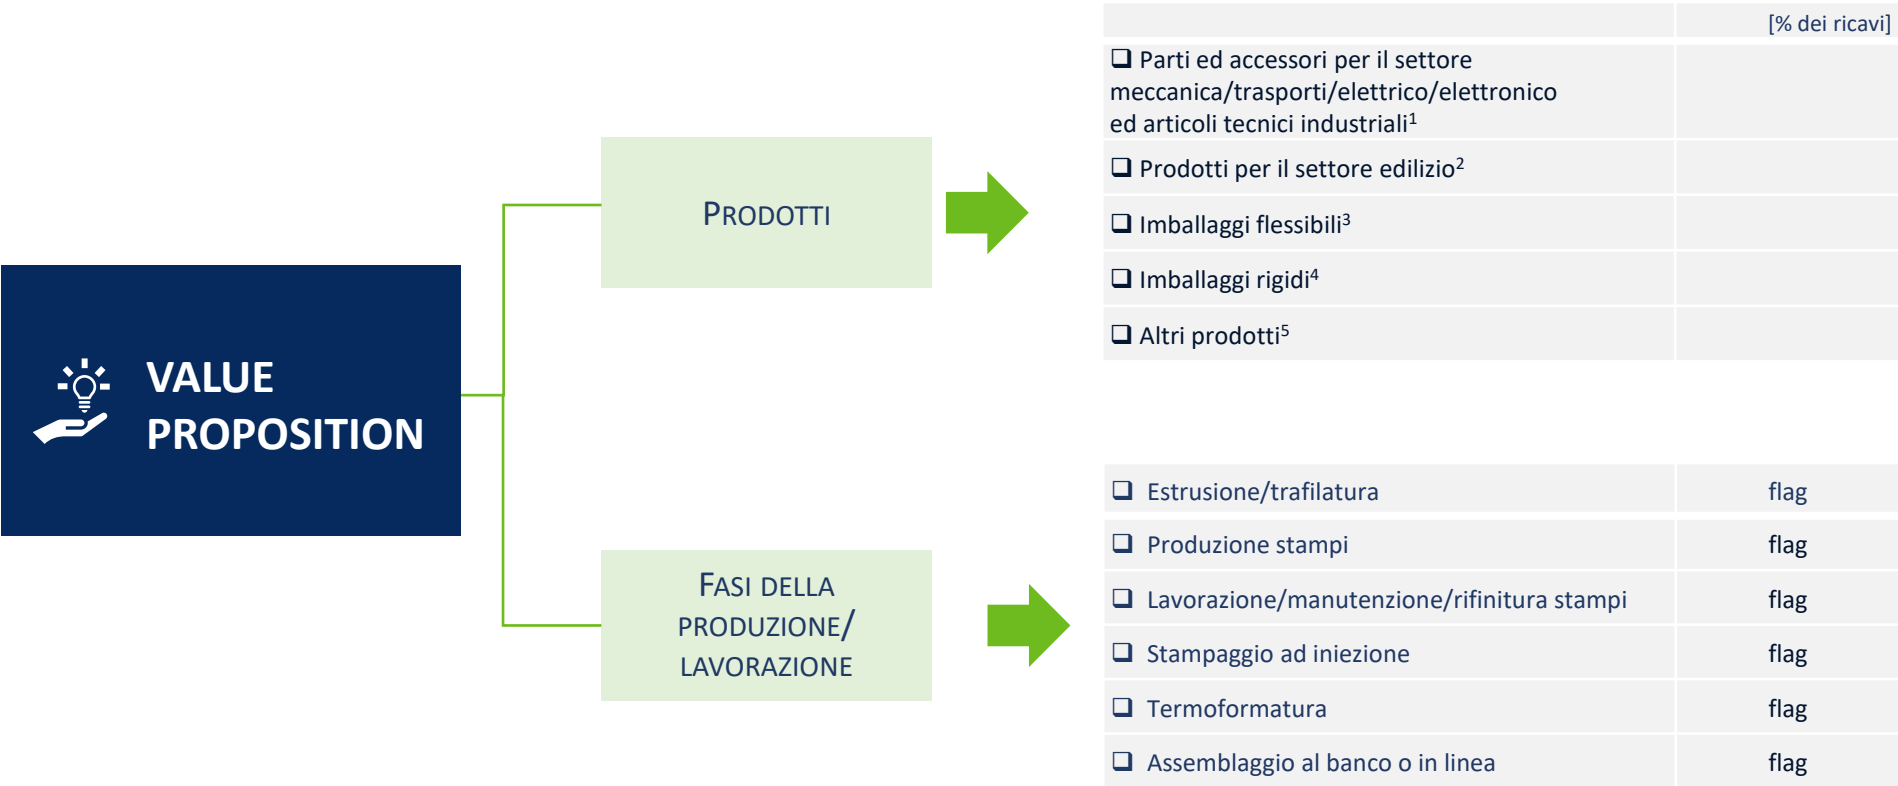 VALUE
PROPOSITION
PRODOTTI
[% dei ricavi]
❑ Parti ed accessori per il settore
meccanica/trasporti/elettrico/elettronico
ed articoli tecnici industriali¹
❑ Prodotti per il settore edilizio²
❑ Imballaggi flessibili³
❑ Imballaggi rigidi⁴
❑ Altri prodotti⁵
FASI DELLA
PRODUZIONE/
LAVORAZIONE
❑ Estrusione/trafilatura flag
❑ Produzione stampi flag
❑ Lavorazione/manutenzione/rifinitura stampi flag
❑ Stampaggio ad iniezione flag
❑ Termoformatura flag
❑ Assemblaggio al banco o in linea flag